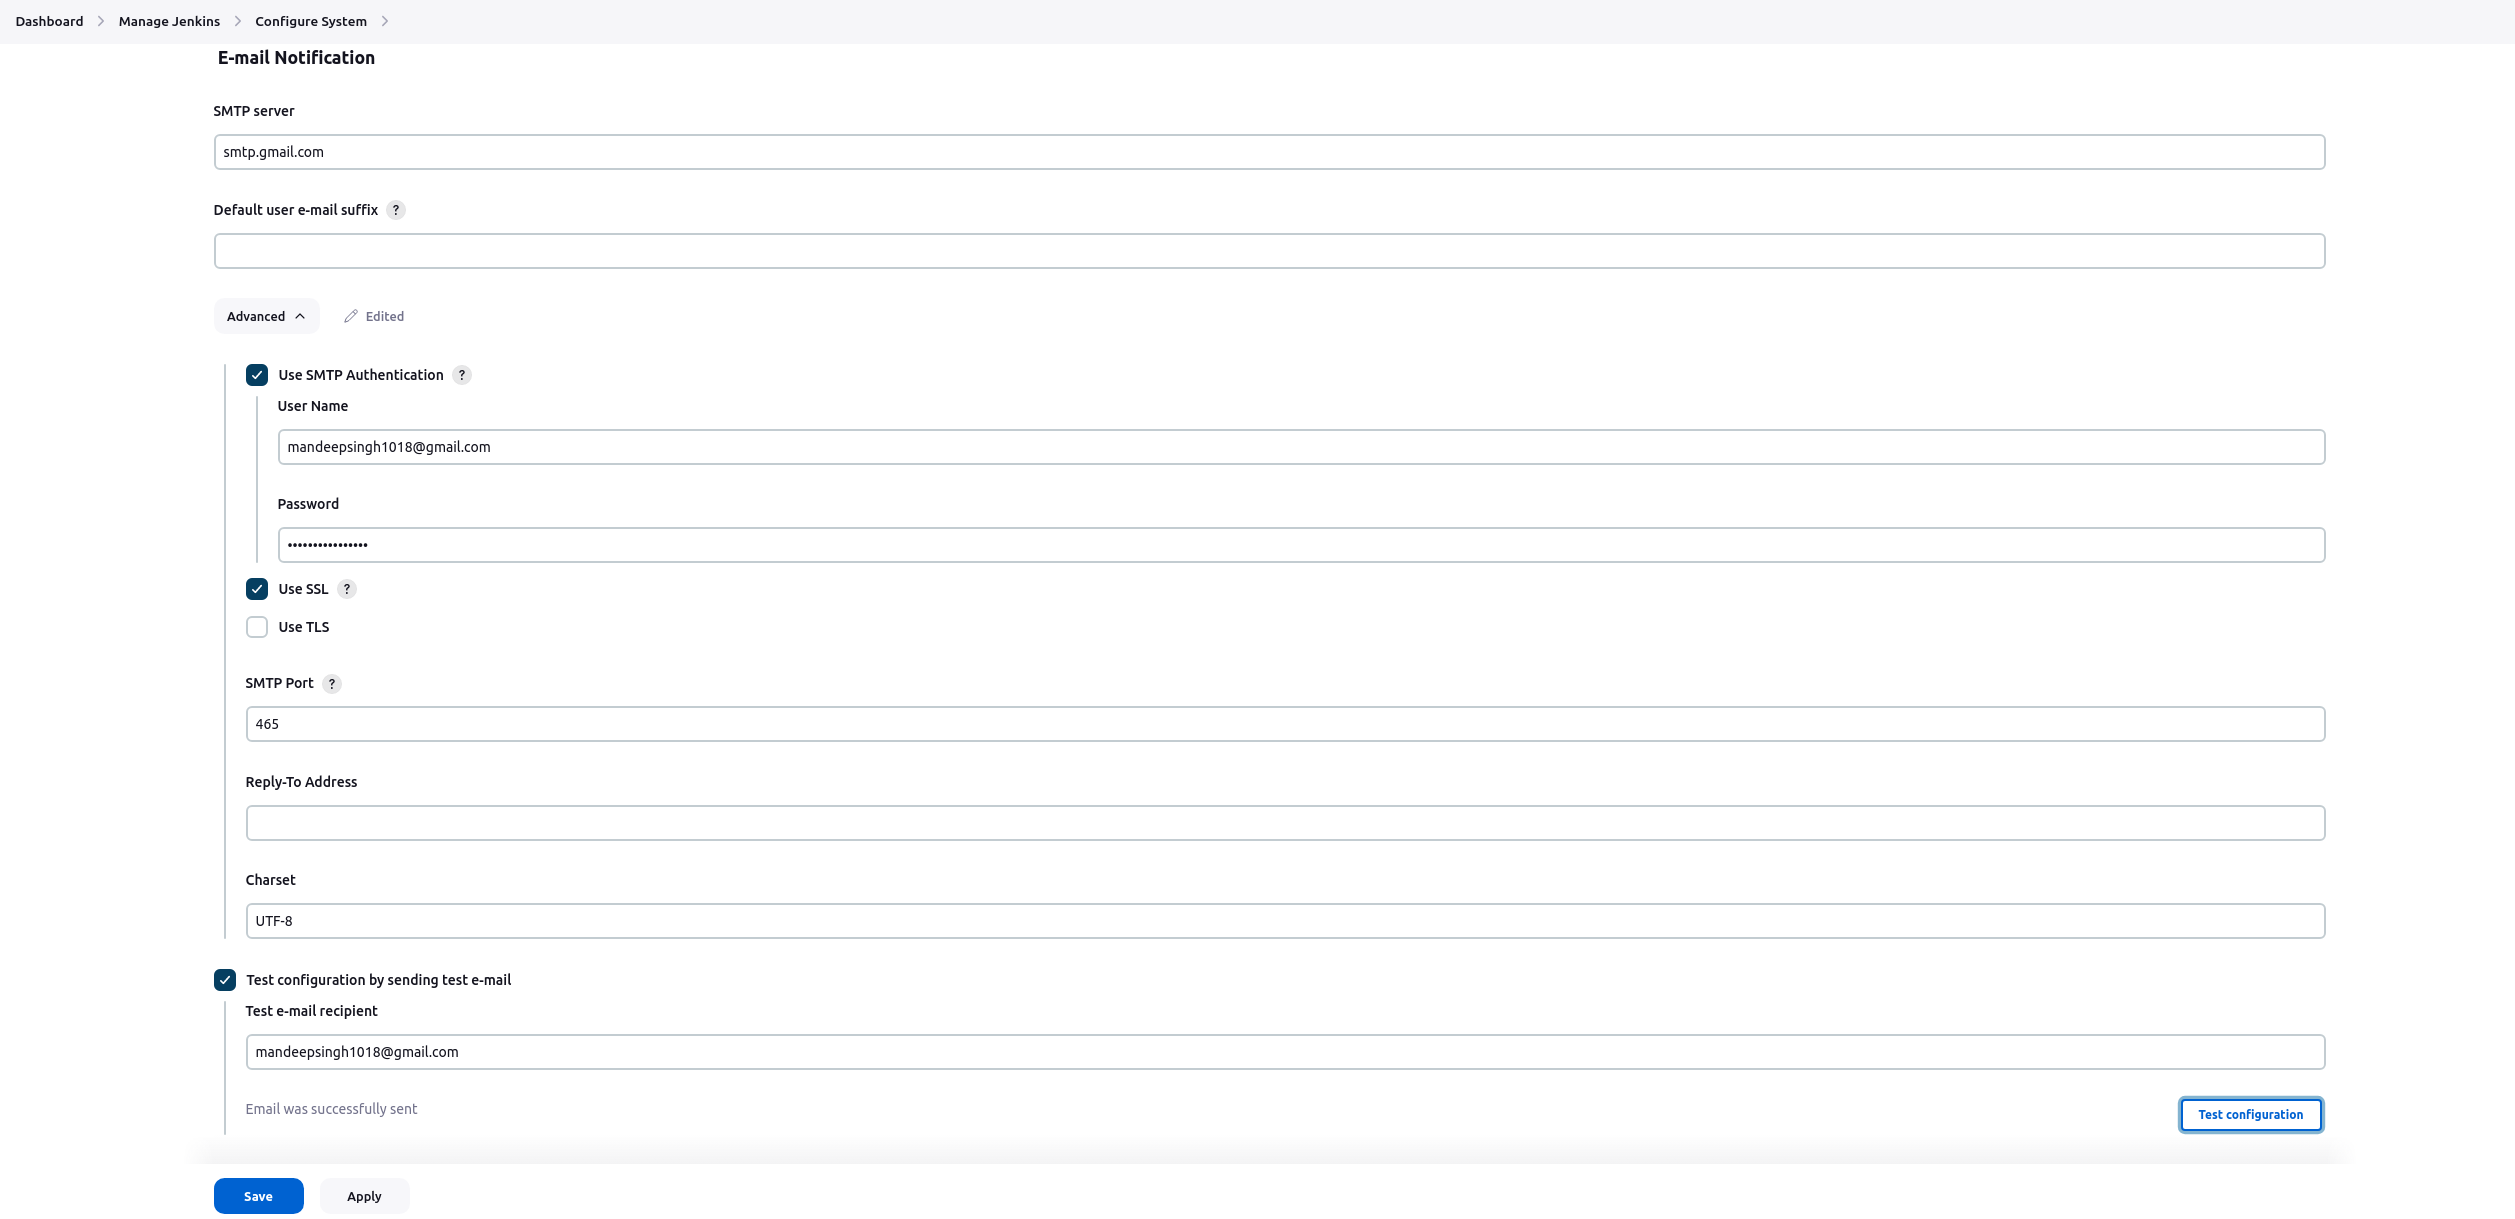 Dashboard > Manage Jenkins > Configure System >
E-mail Notification
SMTP server
smtp.gmail.com
Default user e-mail suffix ?
Advanced Edited
Use SMTP Authentication ?
User Name
mandeepsingh1018@gmail.com
Password
••••••••••••••••
Use SSL ?
Use TLS
SMTP Port ?
465
Reply-To Address
Charset
UTF-8
Test configuration by sending test e-mail
Test e-mail recipient
mandeepsingh1018@gmail.com
Email was successfully sent
Test configuration
Save Apply